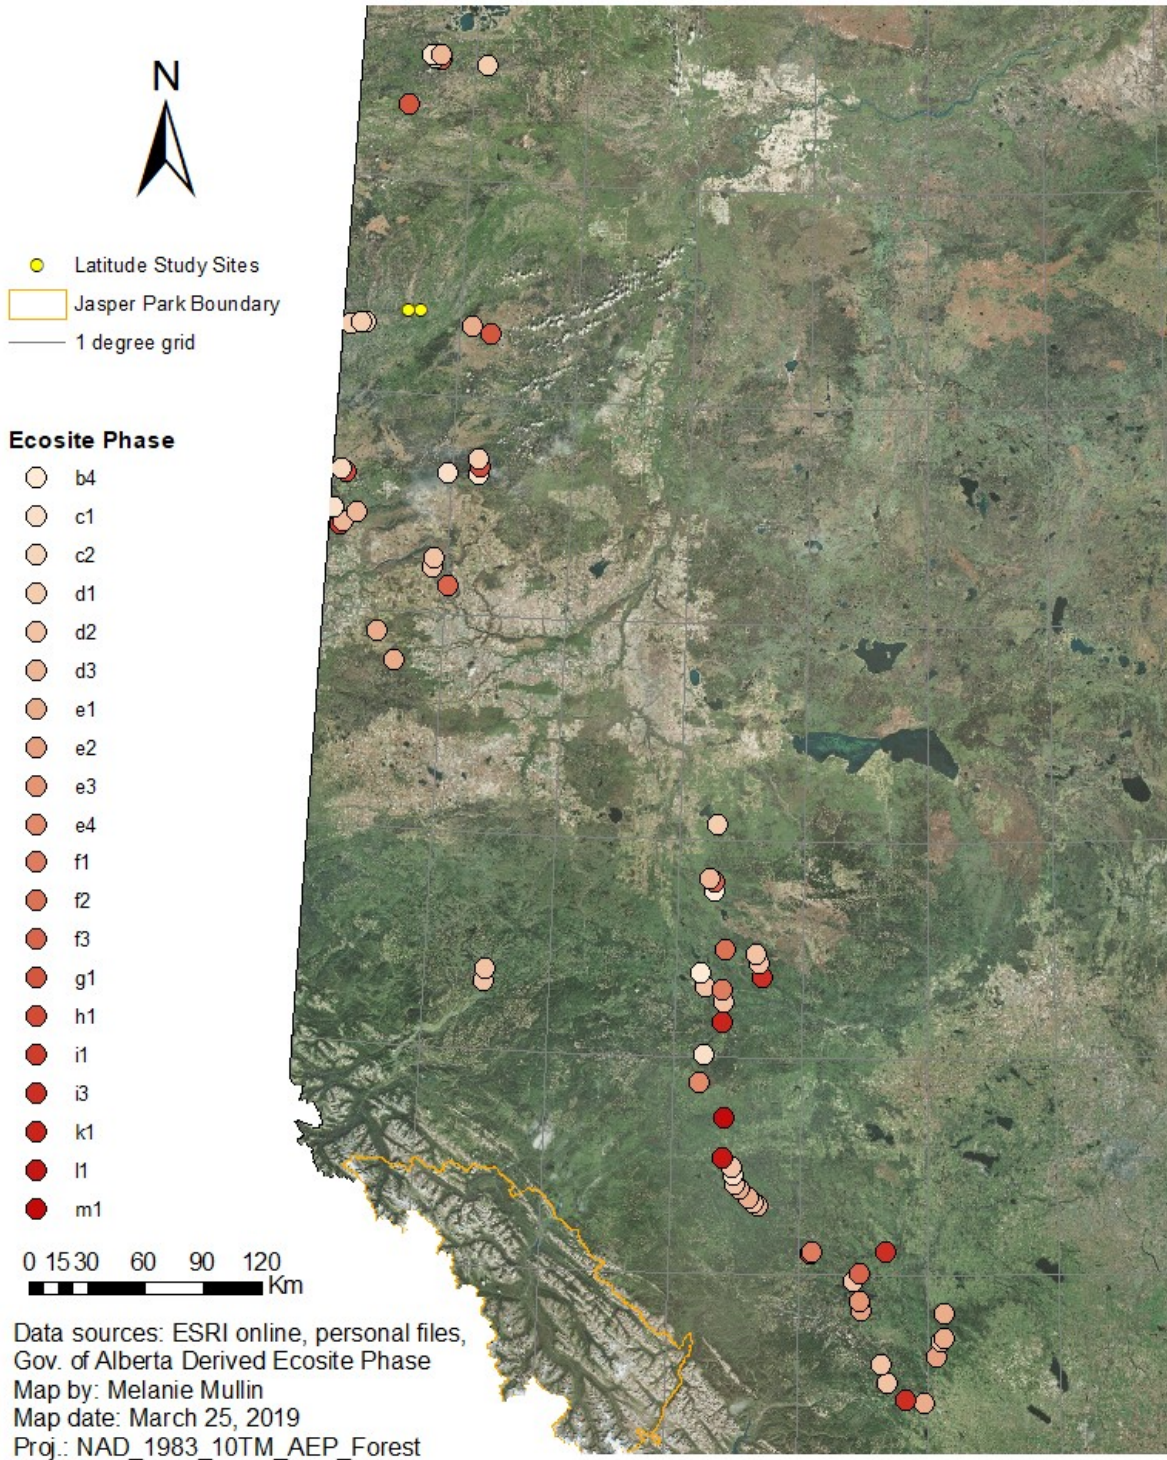 N
Latitude Study Sites
Jasper Park Boundary
1 degree grid
Ecosite Phase
b4
c1
c2
d1
d2
d3
e1
e2
e3
e4
f1
f2
f3
g1
h1
i1
i3
k1
l1
m1
0 15 30 60 90 120
Km
Data sources: ESRI online, personal files,
Gov. of Alberta Derived Ecosite Phase
Map by: Melanie Mullin
Map date: March 25, 2019
Proj.: NAD_1983_10TM_AEP_Forest